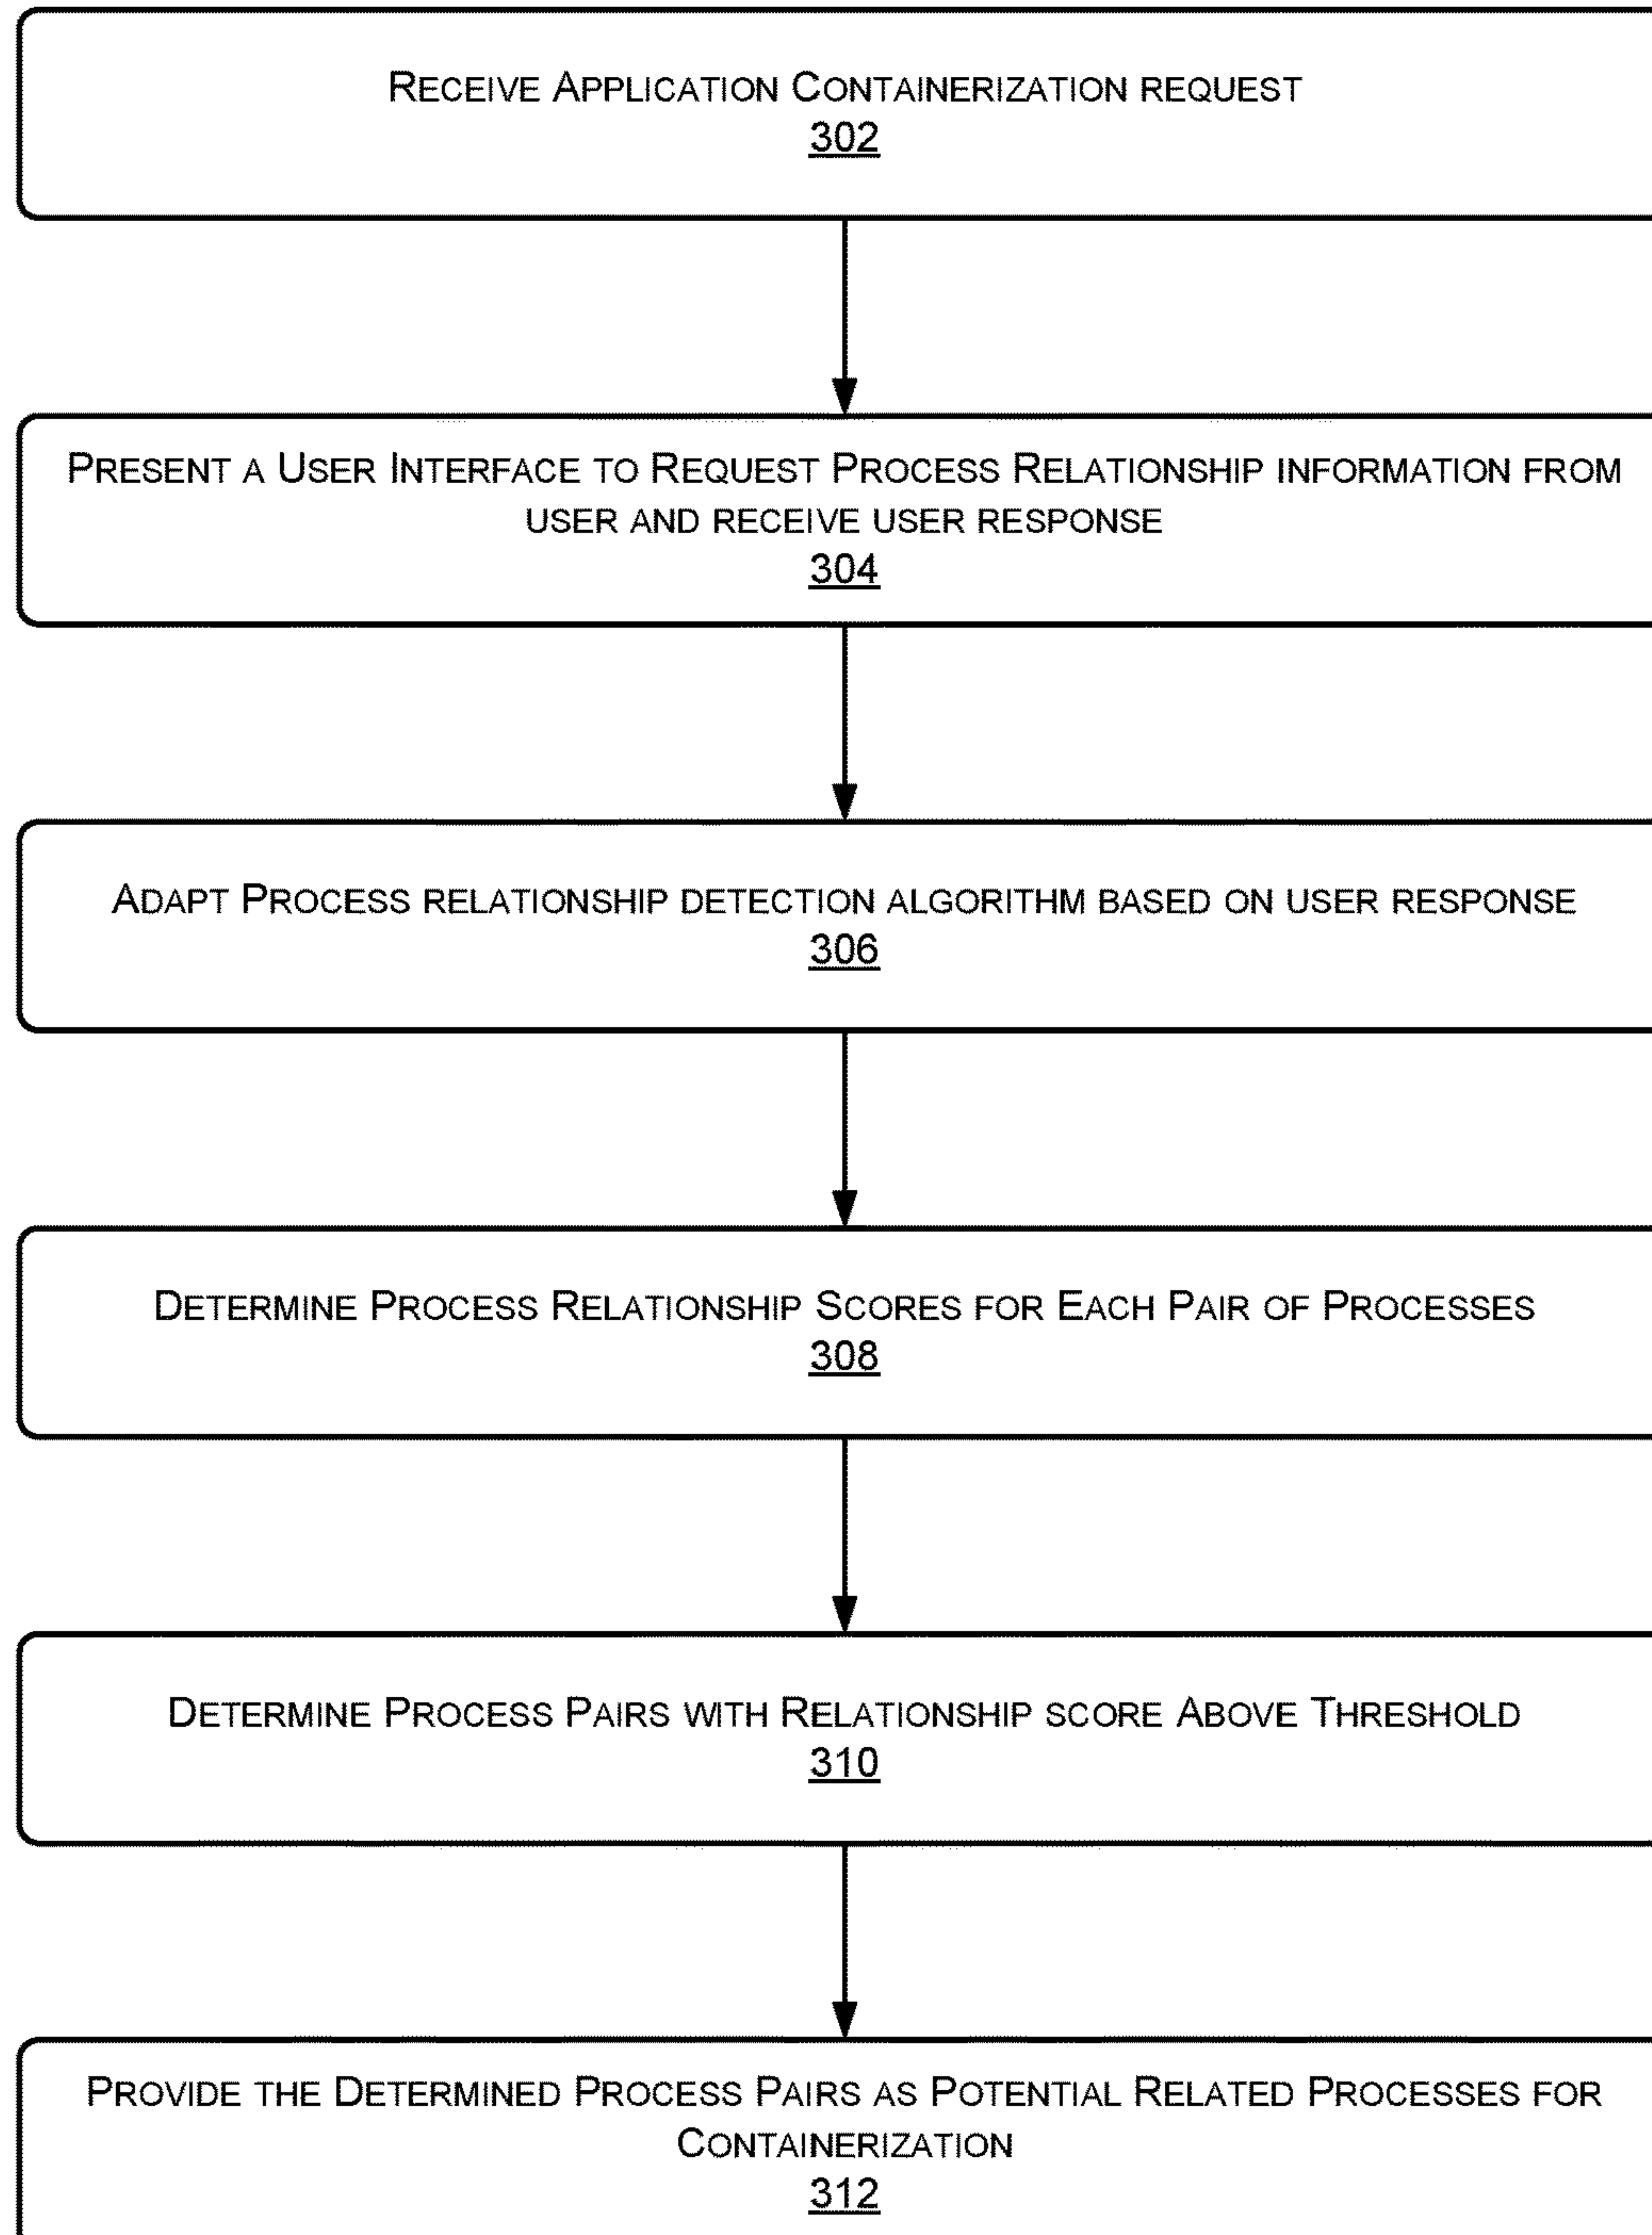 RECEIVE APPLICATION CONTAINERIZATION REQUEST
302
PRESENT A USER INTERFACE TO REQUEST PROCESS RELATIONSHIP INFORMATION FROM
USER AND RECEIVE USER RESPONSE
304
ADAPT PROCESS RELATIONSHIP DETECTION ALGORITHM BASED ON USER RESPONSE
306
DETERMINE PROCESS RELATIONSHIP SCORES FOR EACH PAIR OF PROCESSES
308
DETERMINE PROCESS PAIRS WITH RELATIONSHIP SCORE ABOVE THRESHOLD
310
PROVIDE THE DETERMINED PROCESS PAIRS AS POTENTIAL RELATED PROCESSES FOR
CONTAINERIZATION
312